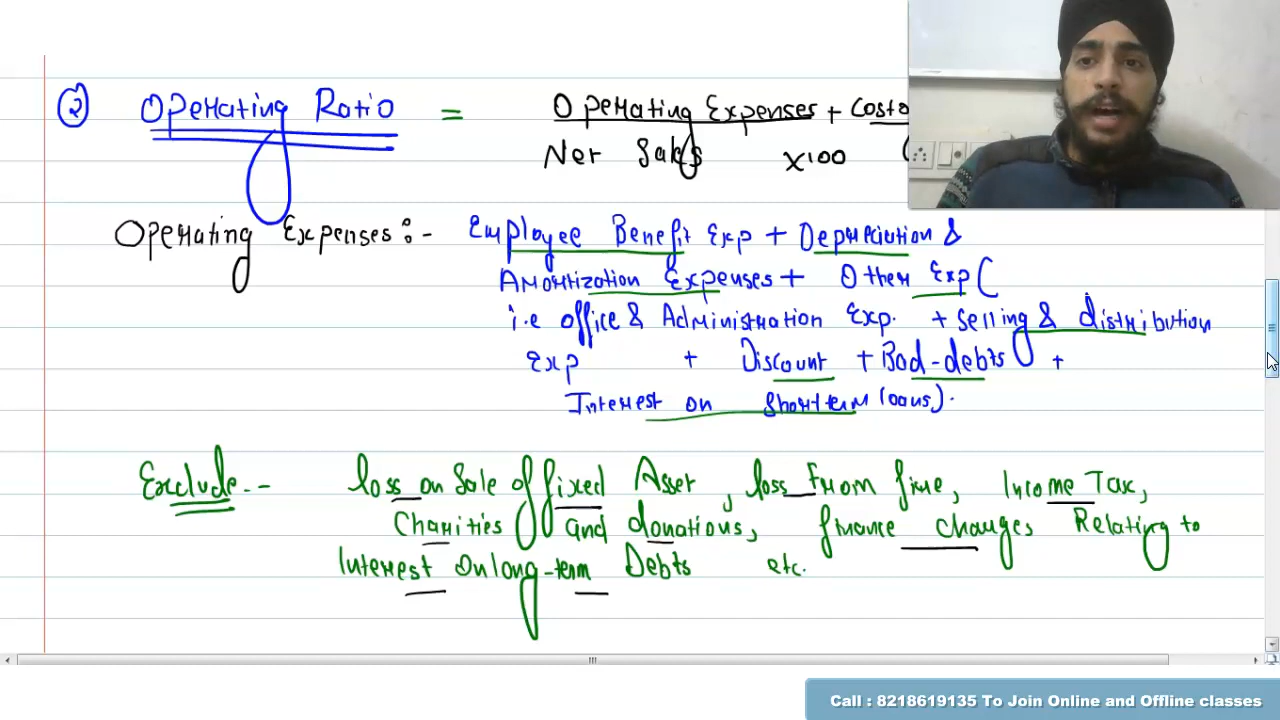 ② Operating Ratio = Operating Expenses + Costo
Net Sales x100 (
Operating Expenses :- Employee Benefit Exp + Depreciation &
Amortization Expenses + Other Exp (
i.e office & Administration Exp. + Selling & distribution
Exp + Discount + Bad-debts +
Interest on Short term loans).
Exclude :- loss on Sale of fixed Asset, loss From fire, Income Tax,
Charities and donations, finance charges Relating to
Interest on long-term Debts etc.
Call : 8218619135 To Join Online and Offline classes